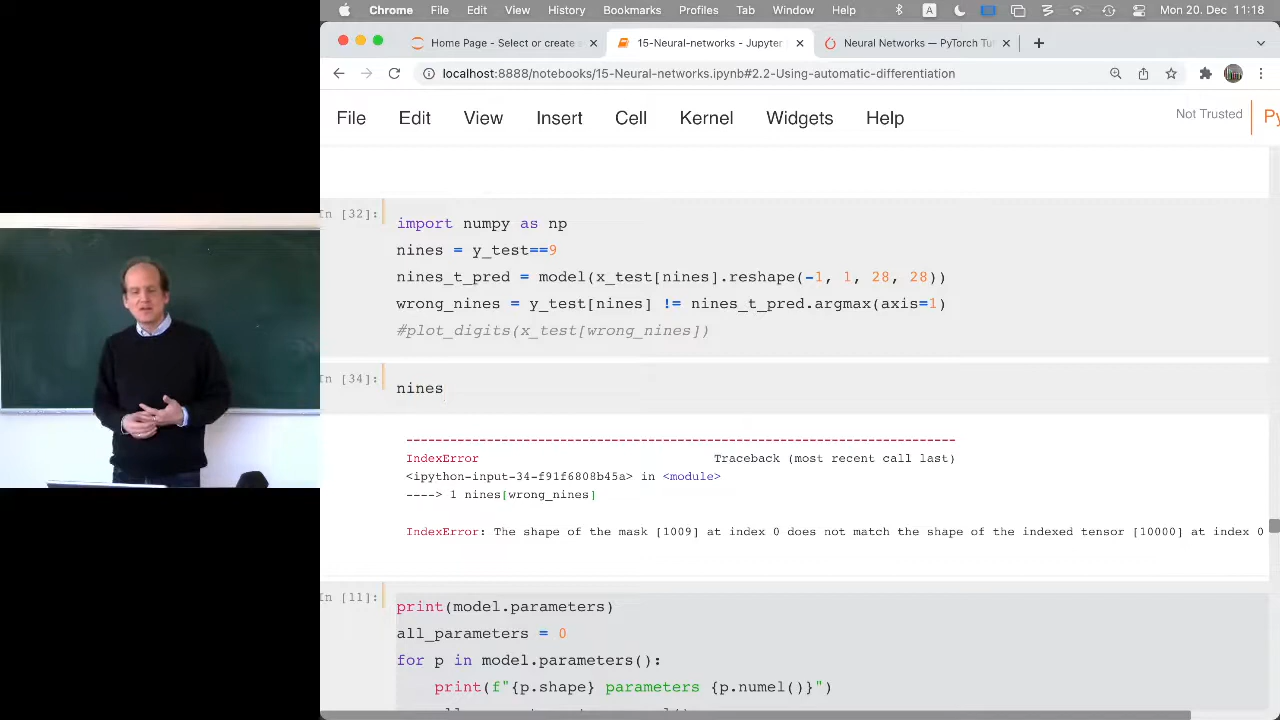 Chrome File Edit View History Bookmarks Profiles Tab Window Help A Mon 20. Dec 11:18
Home Page - Select or create a
15-Neural-networks - Jupyter
Neural Networks — PyTorch Tut
localhost:8888/notebooks/15-Neural-networks.ipynb#2.2-Using-automatic-differentiation
File Edit View Insert Cell Kernel Widgets Help Not Trusted Py
n [32]:
import numpy as np
nines = y_test==9
nines_t_pred = model(x_test[nines].reshape(-1, 1, 28, 28))
wrong_nines = y_test[nines] != nines_t_pred.argmax(axis=1)
#plot_digits(x_test[wrong_nines])
n [34]:
nines
---------------------------------------------------------------------------
IndexError Traceback (most recent call last)
<ipython-input-34-f91f6808b45a> in <module>
----> 1 nines[wrong_nines]
IndexError: The shape of the mask [1009] at index 0 does not match the shape of the indexed tensor [10000] at index 0
n [11]:
print(model.parameters)
all_parameters = 0
for p in model.parameters():
print(f"{p.shape} parameters {p.numel()}")